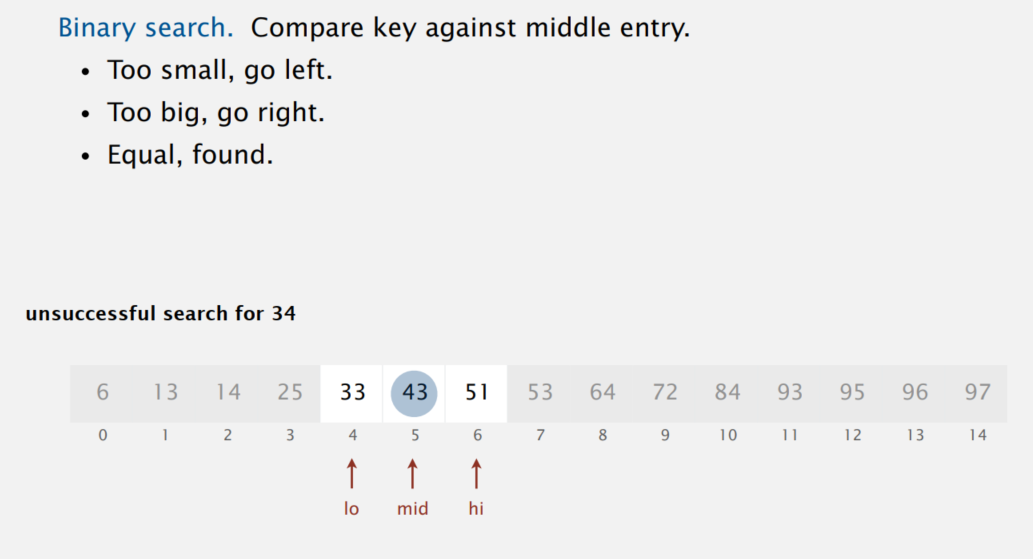 Binary search. Compare key against middle entry.
• Too small, go left.
• Too big, go right.
• Equal, found.
unsuccessful search for 34
6 13 14 25 33 43 51 53 64 72 84 93 95 96 97
0 1 2 3 4 5 6 7 8 9 10 11 12 13 14
lo mid hi